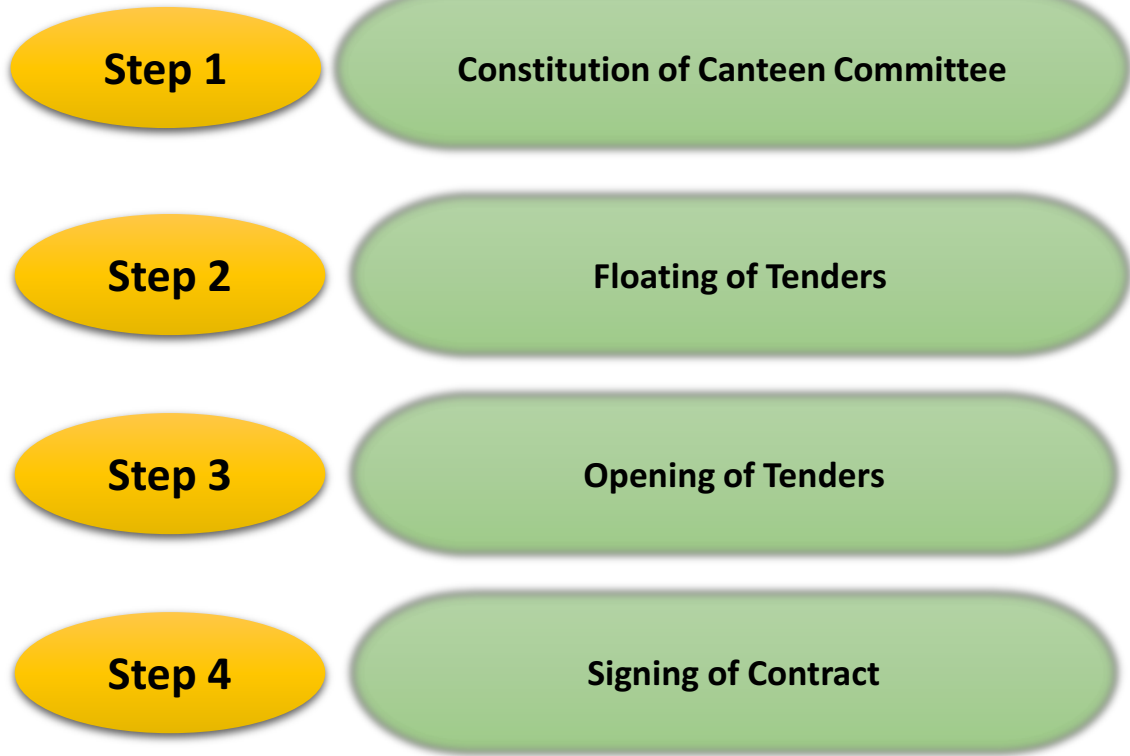 Step 1
Constitution of Canteen Committee
Step 2
Floating of Tenders
Step 3
Opening of Tenders
Step 4
Signing of Contract